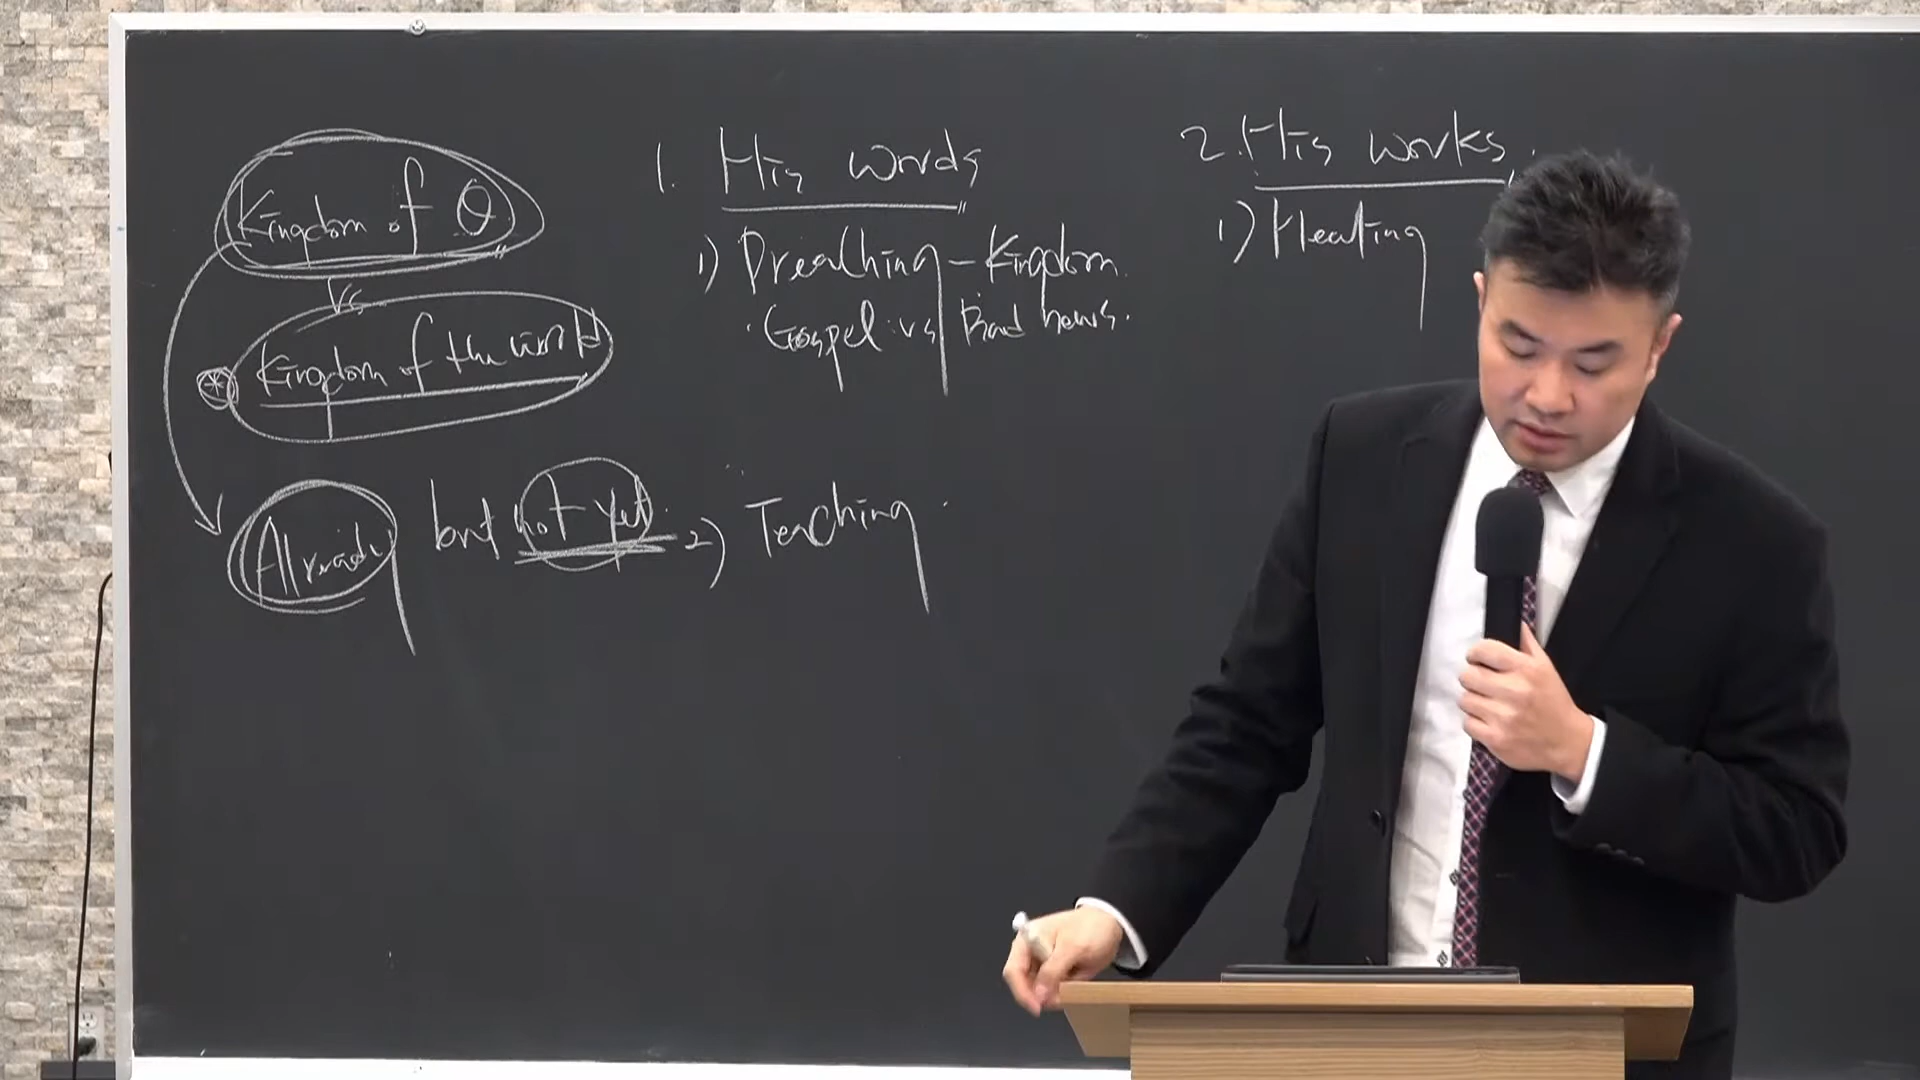 Kingdom of θ
vs
* Kingdom of the world
Already but not yet.
1. His words
1) Preaching - Kingdom.
· Gospel vs Bad news.
2) Teaching.
2. His works.
1) Healing